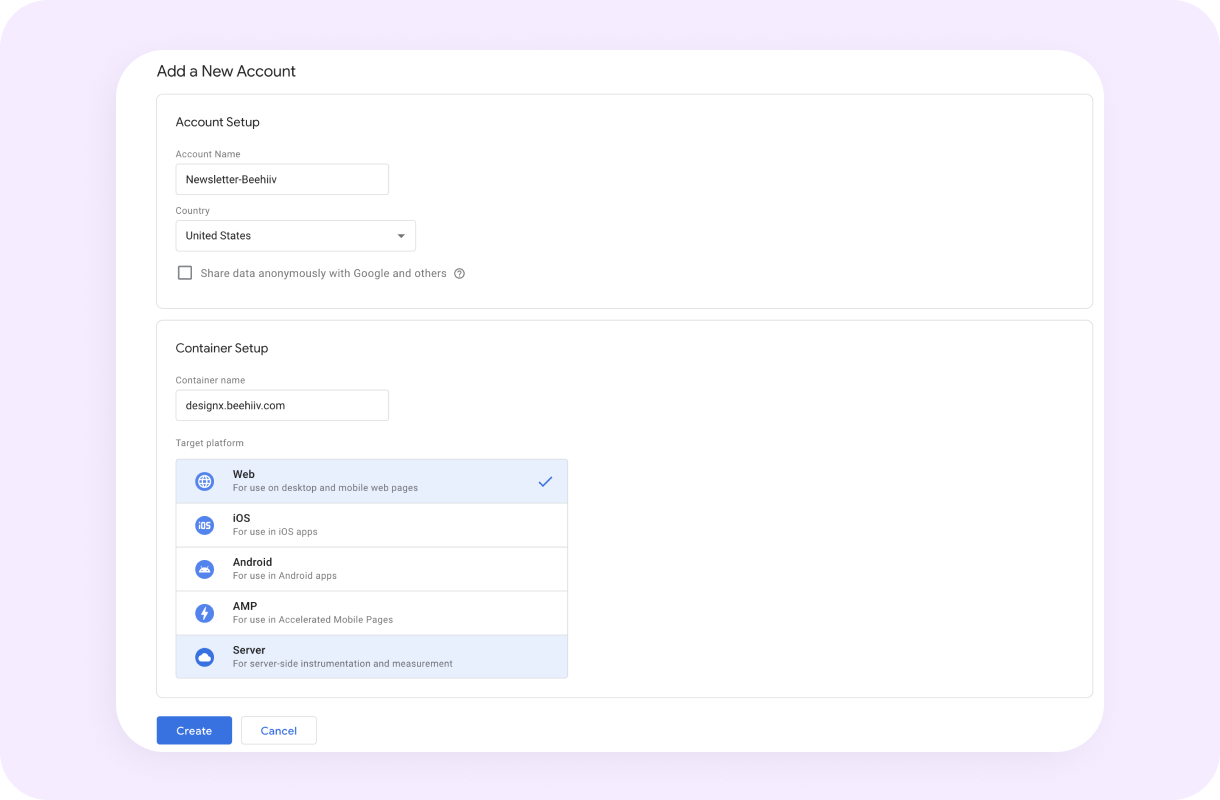 Add a New Account
Account Setup
Account Name
Newsletter-Beehiiv
Country
United States
Share data anonymously with Google and others ?
Container Setup
Container name
designx.beehiiv.com
Target platform
Web
For use on desktop and mobile web pages
iOS
iOS
For use in iOS apps
Android
For use in Android apps
AMP
For use in Accelerated Mobile Pages
Server
For server-side instrumentation and measurement
Create
Cancel